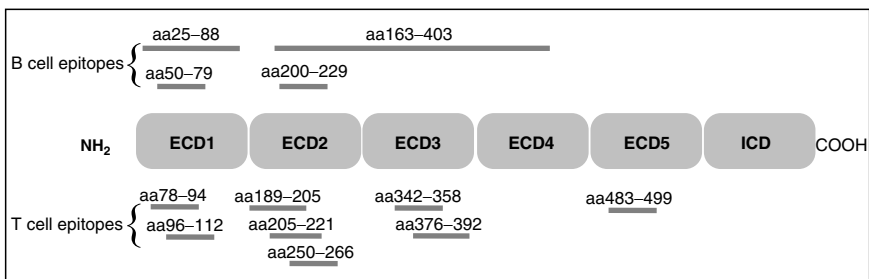 aa25–88 aa163–403
B cell epitopes
aa50–79 aa200–229
NH2 ECD1 ECD2 ECD3 ECD4 ECD5 ICD COOH
aa78–94 aa189–205 aa342–358 aa483–499
T cell epitopes
aa96–112 aa205–221 aa376–392
aa250–266